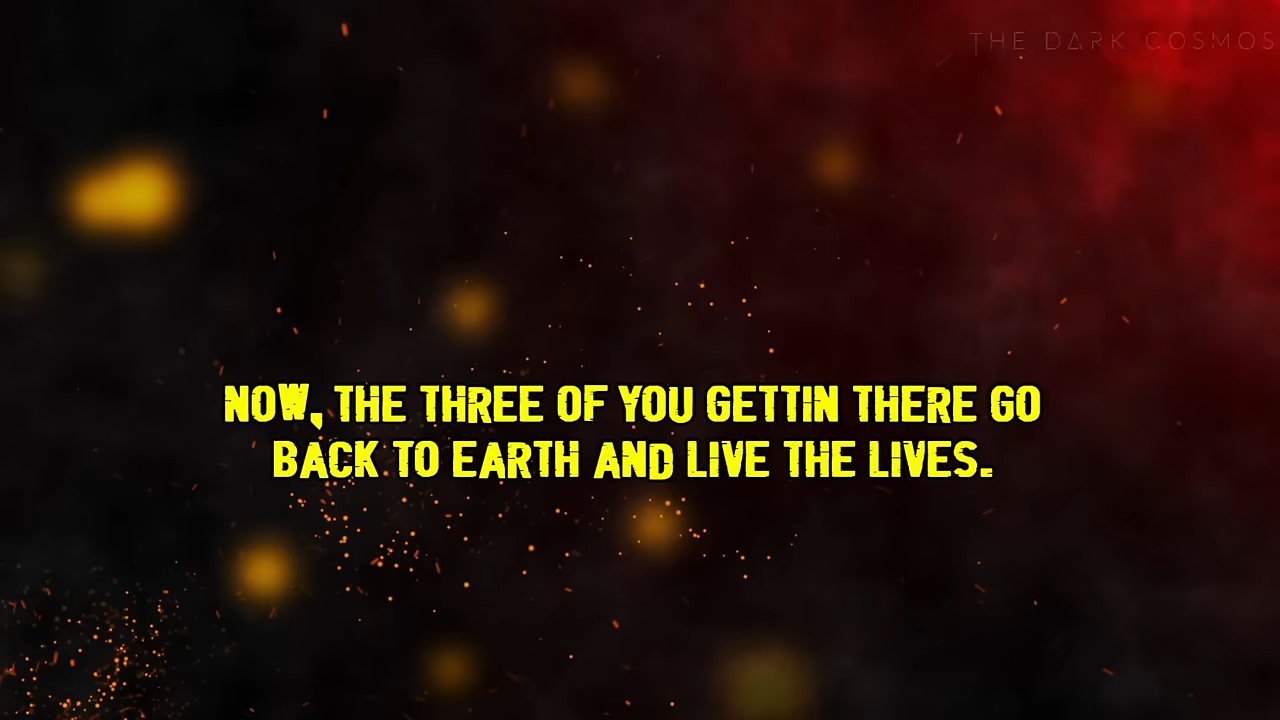 THE DARK COSMOS
NOW, THE THREE OF YOU GETTIN THERE GO
BACK TO EARTH AND LIVE THE LIVES.